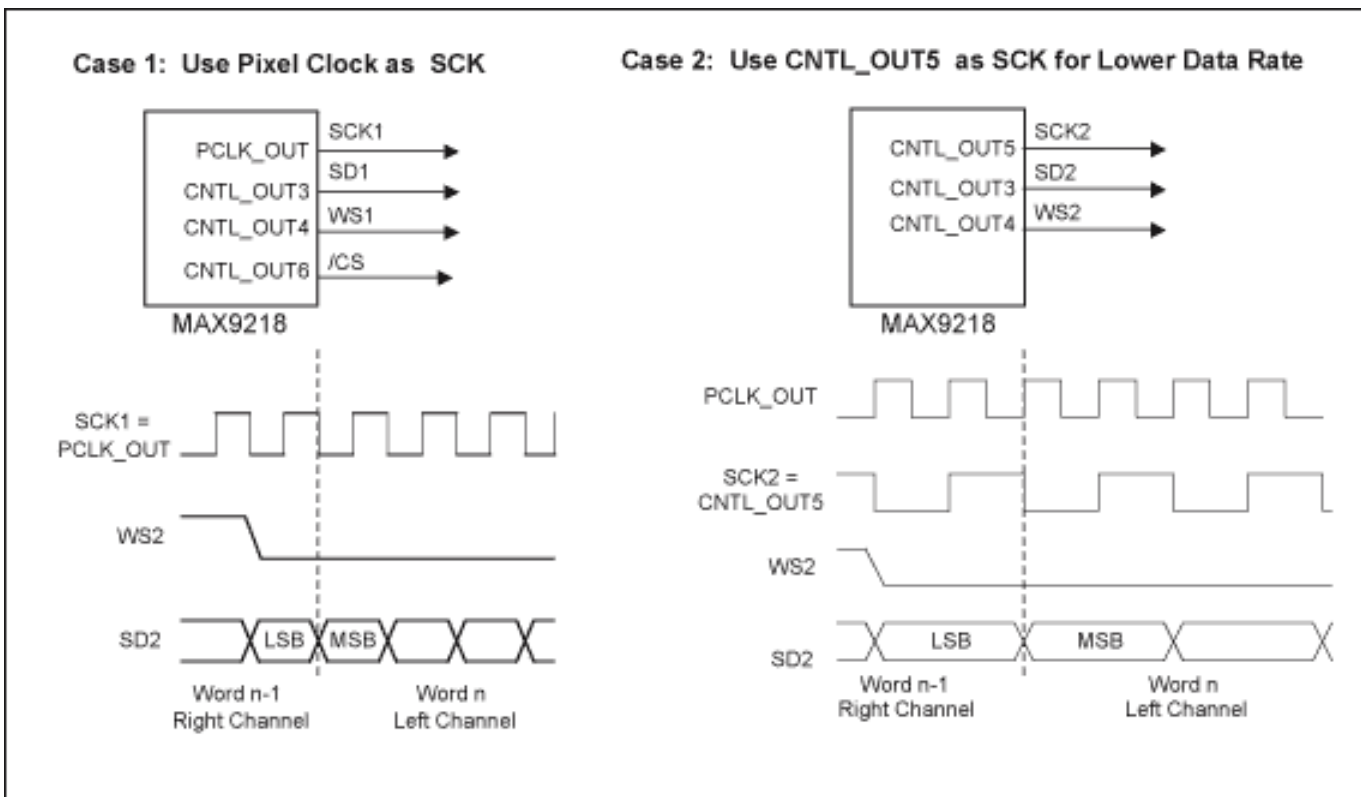 Case 1: Use Pixel Clock as SCK
PCLK_OUT
SCK1
CNTL_OUT3
SD1
CNTL_OUT4
WS1
CNTL_OUT6
/CS
MAX9218
SCK1 =
PCLK_OUT
WS2
SD2
LSB
MSB
Word n-1
Right Channel
Word n
Left Channel
Case 2: Use CNTL_OUT5 as SCK for Lower Data Rate
CNTL_OUT5
SCK2
CNTL_OUT3
SD2
CNTL_OUT4
WS2
MAX9218
PCLK_OUT
SCK2 =
CNTL_OUT5
WS2
SD2
LSB
MSB
Word n-1
Right Channel
Word n
Left Channel